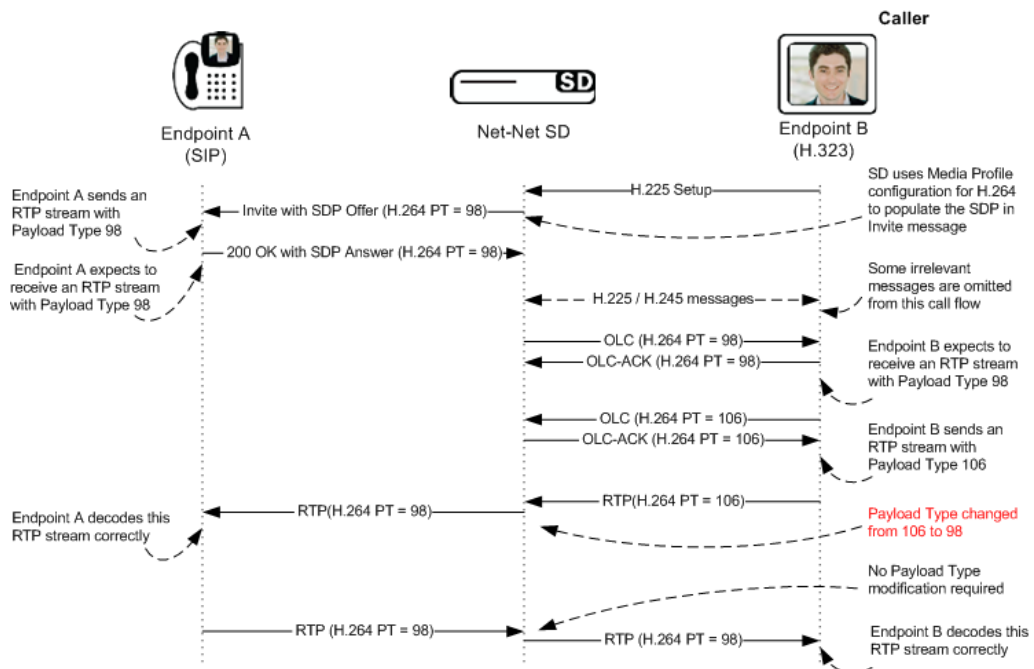 Caller
SD
Endpoint A
(SIP)
Net-Net SD
Endpoint B
(H.323)
Endpoint A sends an
RTP stream with
Payload Type 98
H.225 Setup
SD uses Media Profile
configuration for H.264
to populate the SDP in
Invite message
Invite with SDP Offer (H.264 PT = 98)
200 OK with SDP Answer (H.264 PT = 98)
Endpoint A expects to
receive an RTP stream
with Payload Type 98
Some irrelevant
messages are omitted
from this call flow
H.225 / H.245 messages
OLC (H.264 PT = 98)
OLC-ACK (H.264 PT = 98)
Endpoint B expects to
receive an RTP stream
with Payload Type 98
OLC (H.264 PT = 106)
OLC-ACK (H.264 PT = 106)
Endpoint B sends an
RTP stream with
Payload Type 106
RTP(H.264 PT = 106)
RTP(H.264 PT = 98)
Endpoint A decodes this
RTP stream correctly
Payload Type changed
from 106 to 98
No Payload Type
modification required
RTP (H.264 PT = 98)
RTP (H.264 PT = 98)
Endpoint B decodes this
RTP stream correctly